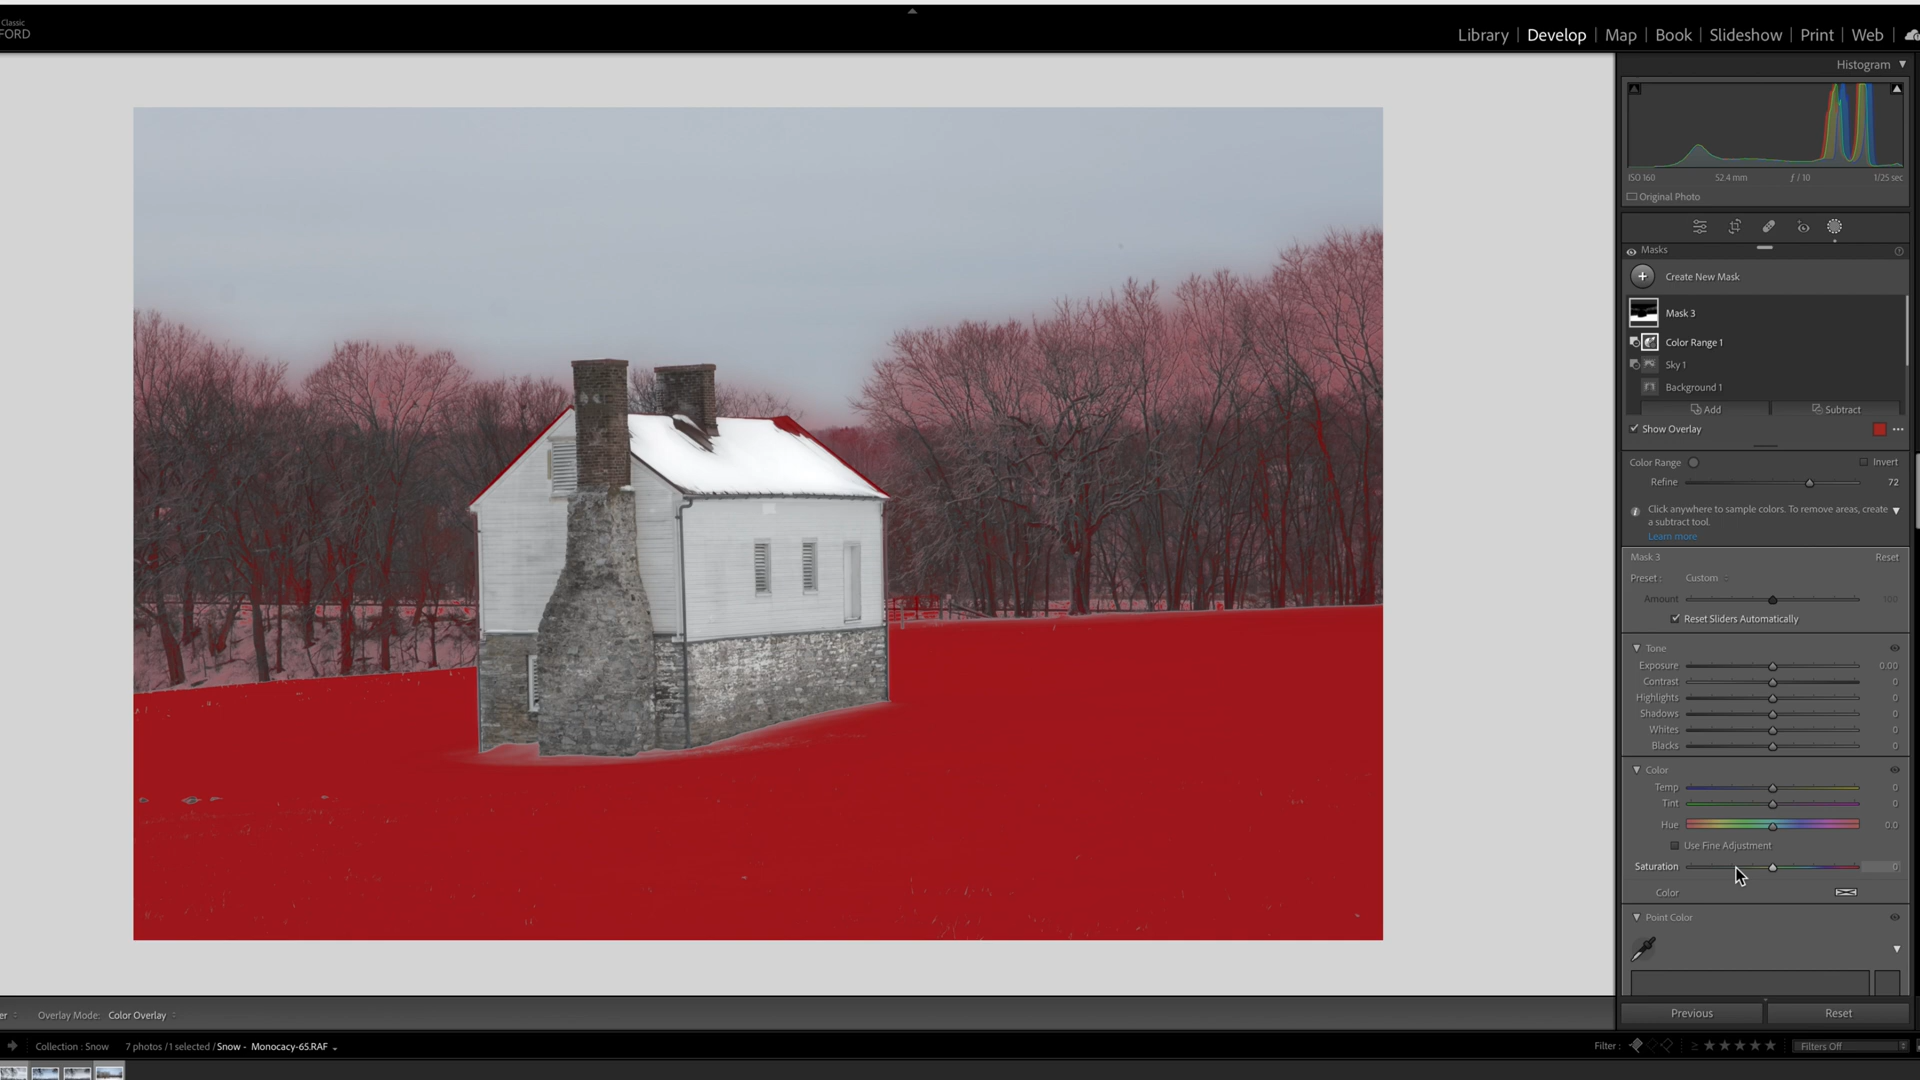 Classic
FORD
Library | Develop | Map | Book | Slideshow | Print | Web |
Histogram
ISO 160 52.4 mm ƒ / 10 1/25 sec
Original Photo
Masks
Create New Mask
Mask 3
Color Range 1
Sky 1
Background 1
Add Subtract
Show Overlay
Color Range Invert
Refine 72
Click anywhere to sample colors. To remove areas, create
a subtract tool.
Learn more
Mask 3 Reset
Preset : Custom
Amount 100
Reset Sliders Automatically
Tone
Exposure 0.00
Contrast 0
Highlights 0
Shadows 0
Whites 0
Blacks 0
Color
Temp 0
Tint 0
Hue 0.0
Use Fine Adjustment
Saturation 0
Color
Point Color
Previous Reset
er Overlay Mode: Color Overlay
Collection : Snow 7 photos / 1 selected / Snow - Monocacy-65.RAF Filter : ≥ ★★★★★ Filters Off